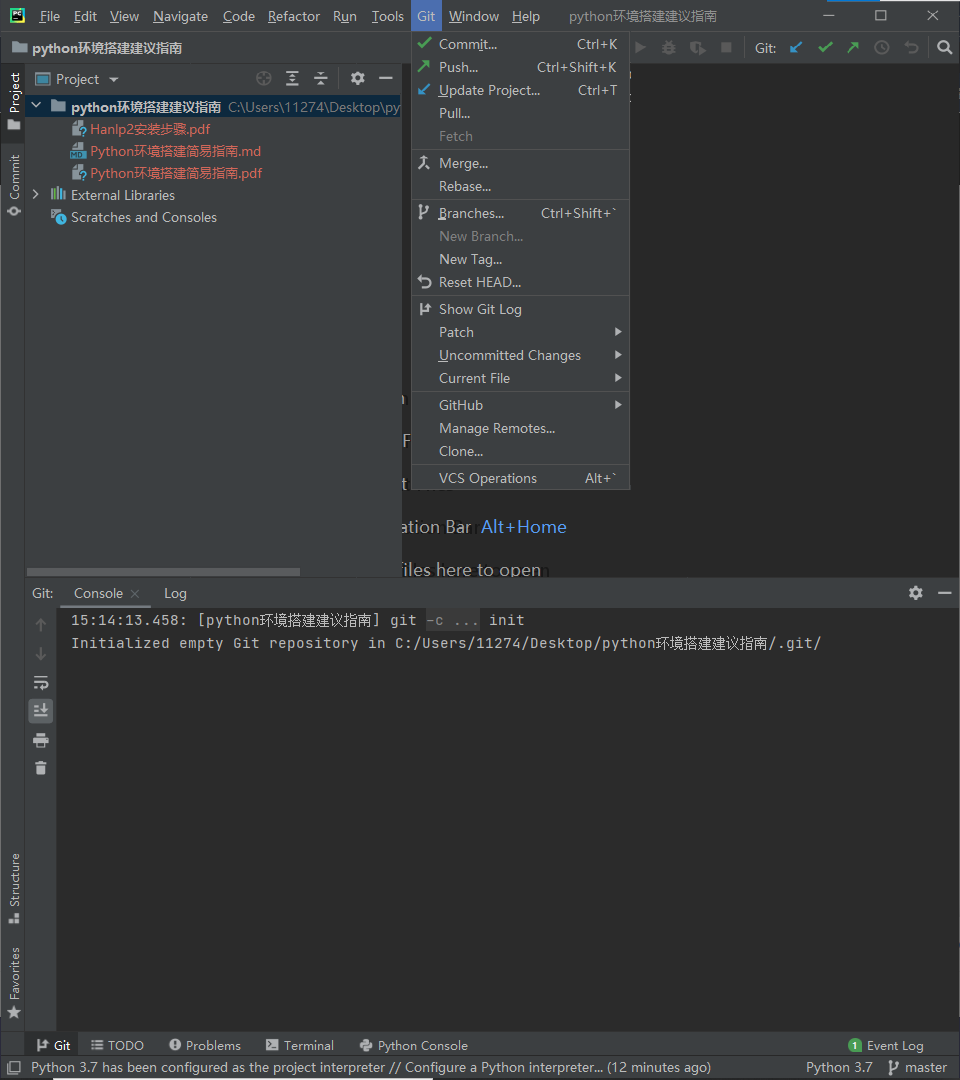 File Edit View Navigate Code Refactor Run Tools Git Window Help python环境搭建建议指南
python环境搭建建议指南
Git:
Project
Project
Commit
python环境搭建建议指南 C:\Users\11274\Desktop\py
Hanlp2安装步骤.pdf
Python环境搭建简易指南.md
Python环境搭建简易指南.pdf
External Libraries
Scratches and Consoles
Commit... Ctrl+K
Push... Ctrl+Shift+K
Update Project... Ctrl+T
Pull...
Fetch
Merge...
Rebase...
Branches... Ctrl+Shift+`
New Branch...
New Tag...
Reset HEAD...
Show Git Log
Patch
Uncommitted Changes
Current File
GitHub
Manage Remotes...
Clone...
VCS Operations Alt+`
ation Bar Alt+Home
files here to open
Git: Console Log
15:14:13.458: [python环境搭建建议指南] git -c ... init
Initialized empty Git repository in C:/Users/11274/Desktop/python环境搭建建议指南/.git/
Structure
Favorites
Git TODO Problems Terminal Python Console 1 Event Log
Python 3.7 has been configured as the project interpreter // Configure a Python interpreter... (12 minutes ago) Python 3.7 master